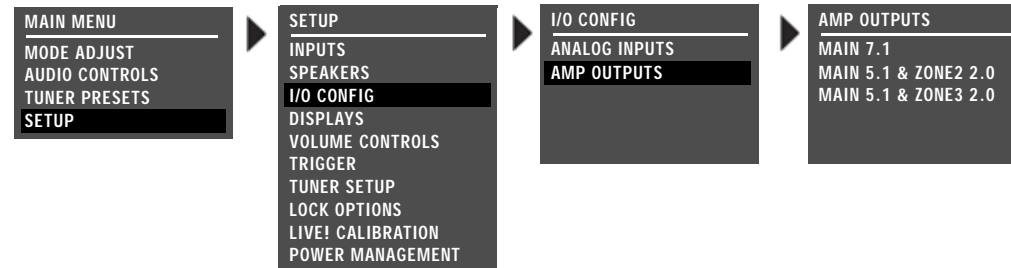 MAIN MENU
MODE ADJUST
AUDIO CONTROLS
TUNER PRESETS
SETUP
SETUP
INPUTS
SPEAKERS
I/O CONFIG
DISPLAYS
VOLUME CONTROLS
TRIGGER
TUNER SETUP
LOCK OPTIONS
LIVE! CALIBRATION
POWER MANAGEMENT
I/O CONFIG
ANALOG INPUTS
AMP OUTPUTS
AMP OUTPUTS
MAIN 7.1
MAIN 5.1 & ZONE2 2.0
MAIN 5.1 & ZONE3 2.0